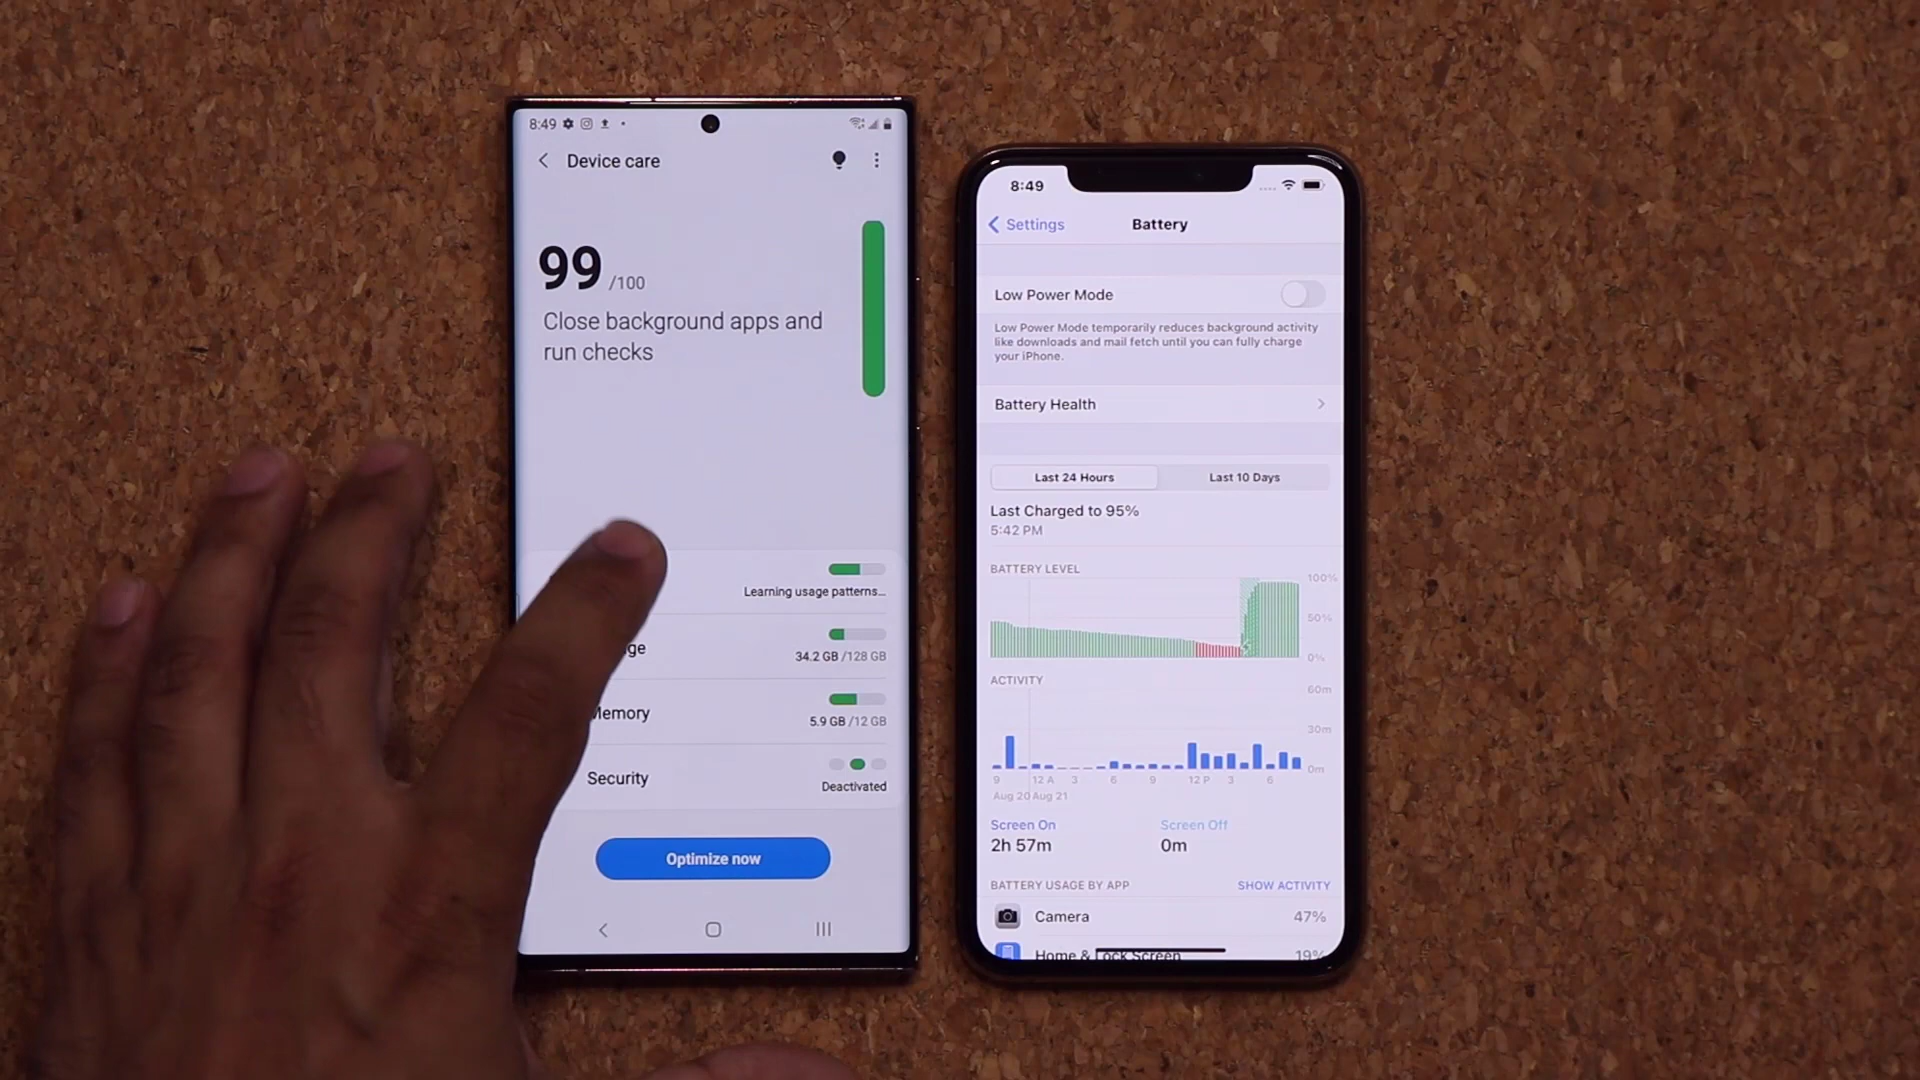 8:49
Device care
99 /100
Close background apps and
run checks
Learning usage patterns...
ge
34.2 GB /128 GB
Memory
5.9 GB /12 GB
Security
Deactivated
Optimize now
8:49
Settings
Battery
Low Power Mode
Low Power Mode temporarily reduces background activity
like downloads and mail fetch until you can fully charge
your iPhone.
Battery Health
Last 24 Hours
Last 10 Days
Last Charged to 95%
5:42 PM
BATTERY LEVEL
100%
50%
0%
ACTIVITY
60m
30m
0m
9 12 A 3 6 9 12 P 3 6
Aug 20 Aug 21
Screen On
Screen Off
2h 57m
0m
BATTERY USAGE BY APP
SHOW ACTIVITY
Camera
47%
Home & Lock Screen
19%